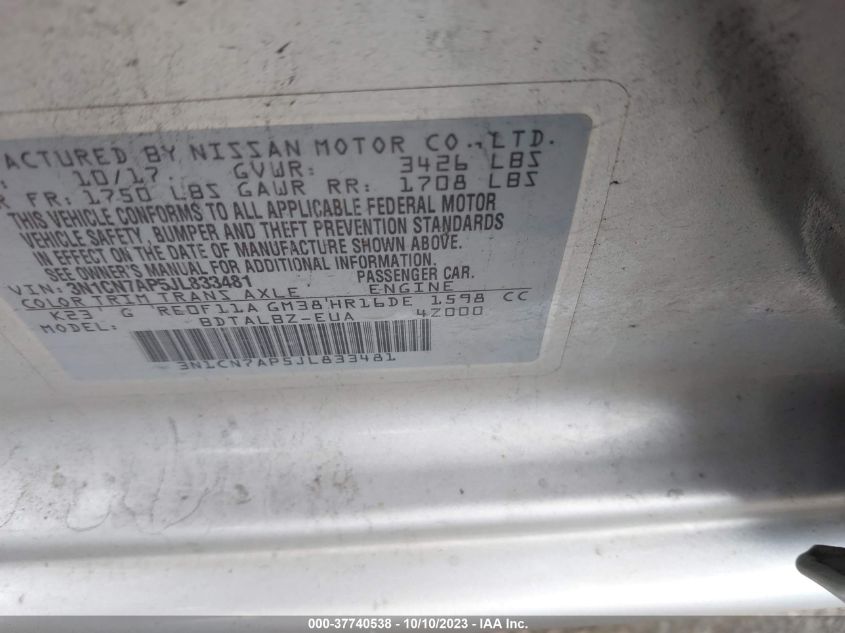 ACTURED BY NISSAN MOTOR CO.,LTD.
10/17 GVWR: 3426 LBS
FR: 1750 LBS GAWR RR: 1708 LBS
THIS VEHICLE CONFORMS TO ALL APPLICABLE FEDERAL MOTOR
VEHICLE SAFETY, BUMPER AND THEFT PREVENTION STANDARDS
IN EFFECT ON THE DATE OF MANUFACTURE SHOWN ABOVE.
SEE OWNERS MANUAL FOR ADDITIONAL INFORMATION.
VIN: 3N1CN7AP5JL833481 PASSENGER CAR.
COLOR TRIM TRANS AXLE ENGINE
K23 G RE0F11A GM38 HR16DE 1598 CC
MODEL: BDTALBZ-EUA 4Z000
3N1CN7AP5JL833481
000-37740538 - 10/10/2023 - IAA Inc.